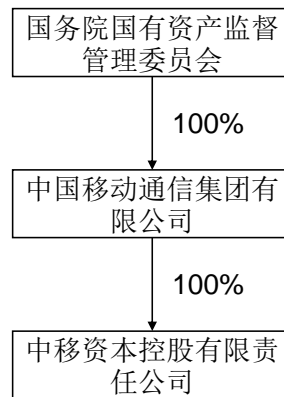 国务院国有资产监督
管理委员会
100%
中国移动通信集团有
限公司
100%
中移资本控股有限责
任公司